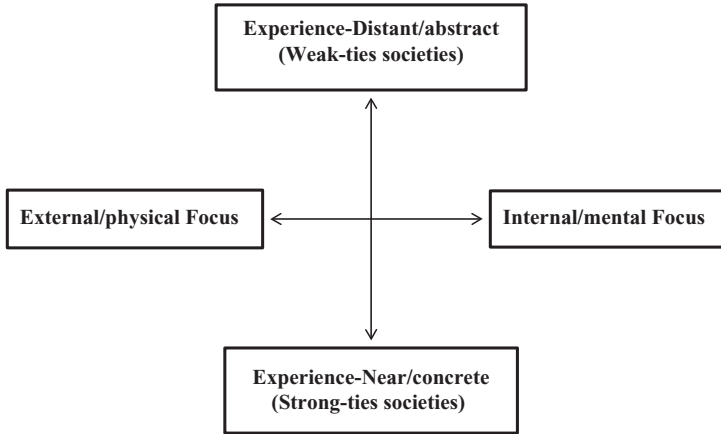 Experience-Distant/abstract
(Weak-ties societies)
External/physical Focus
Internal/mental Focus
Experience-Near/concrete
(Strong-ties societies)